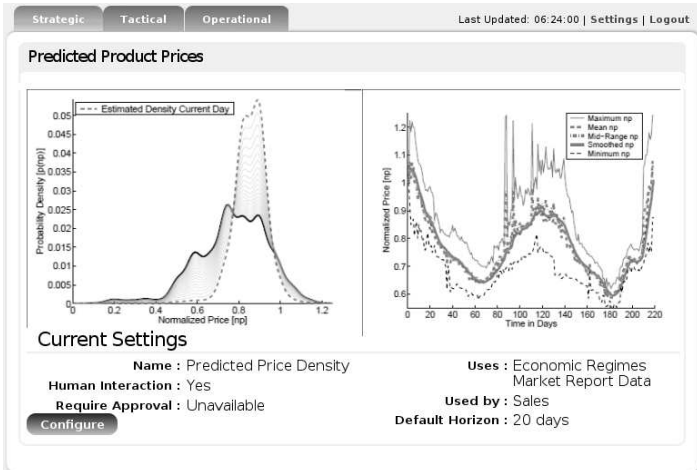 Strategic Tactical Operational Last Updated: 06:24:00 | Settings | Logout
Predicted Product Prices
Estimated Density Current Day
0.05
0.045
0.04
0.035
0.03
0.025
0.02
0.015
0.01
0.005
0
Probability Density [p(np)]
0 0.2 0.4 0.6 0.8 1 1.2
Normalized Price [np]
Maximum np
Mean np
Mid-Range np
Smoothed np
Minimum np
1.2
1.1
1
0.9
0.8
0.7
0.6
Normalized Price [np]
0 20 40 60 80 100 120 140 160 180 200 220
Time in Days
Current Settings
Name : Predicted Price Density
Human Interaction : Yes
Require Approval : Unavailable
Configure
Uses : Economic Regimes
Market Report Data
Used by : Sales
Default Horizon : 20 days